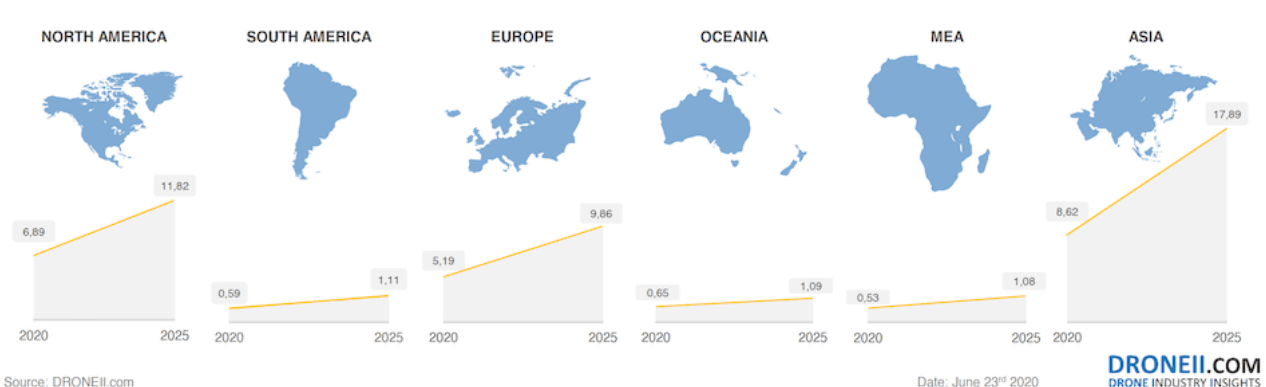 NORTH AMERICA
SOUTH AMERICA
EUROPE
OCEANIA
MEA
ASIA
6,89
11,82
0,59
1,11
5,19
9,86
0,65
1,09
0,53
1,08
8,62
17,89
2020 2025
2020 2025
2020 2025
2020 2025
2020 2025
2020 2025
Source: DRONEII.com
Date: June 23rd 2020
DRONEII.COM
DRONE INDUSTRY INSIGHTS